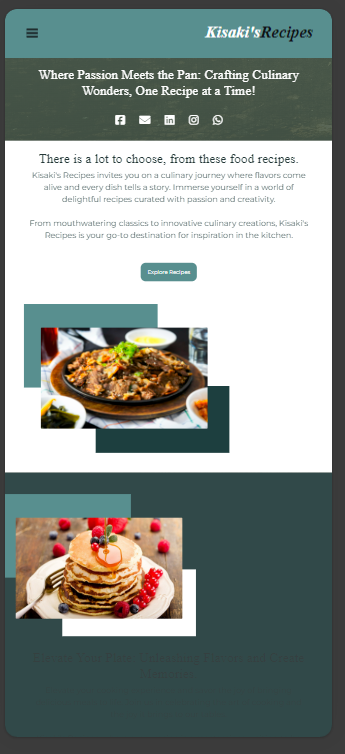 Kisaki'sRecipes
Where Passion Meets the Pan: Crafting Culinary
Wonders, One Recipe at a Time!
There is a lot to choose, from these food recipes.
Kisaki's Recipes invites you on a culinary journey where flavors come
alive and every dish tells a story. Immerse yourself in a world of
delightful recipes curated with passion and creativity.
From mouthwatering classics to innovative culinary creations, Kisaki's
Recipes is your go-to destination for inspiration in the kitchen.
Explore Recipes